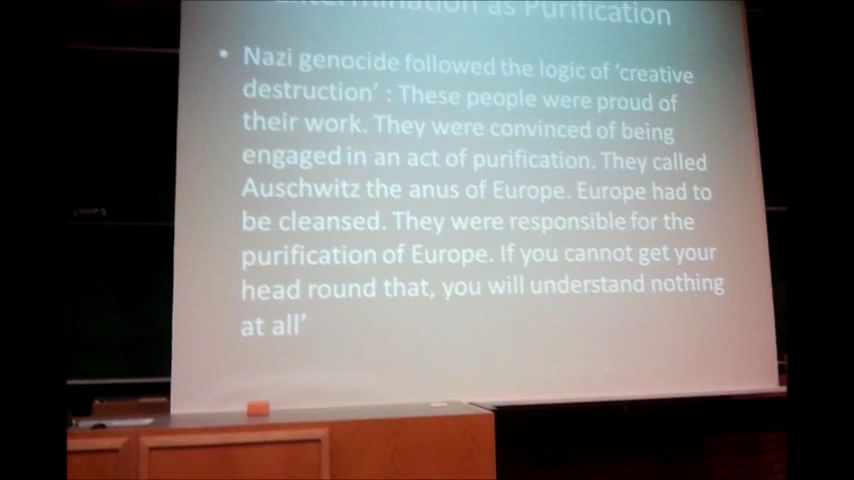 Extermination as Purification
• Nazi genocide followed the logic of ‘creative
destruction’ : These people were proud of
their work. They were convinced of being
engaged in an act of purification. They called
Auschwitz the anus of Europe. Europe had to
be cleansed. They were responsible for the
purification of Europe. If you cannot get your
head round that, you will understand nothing
at all’